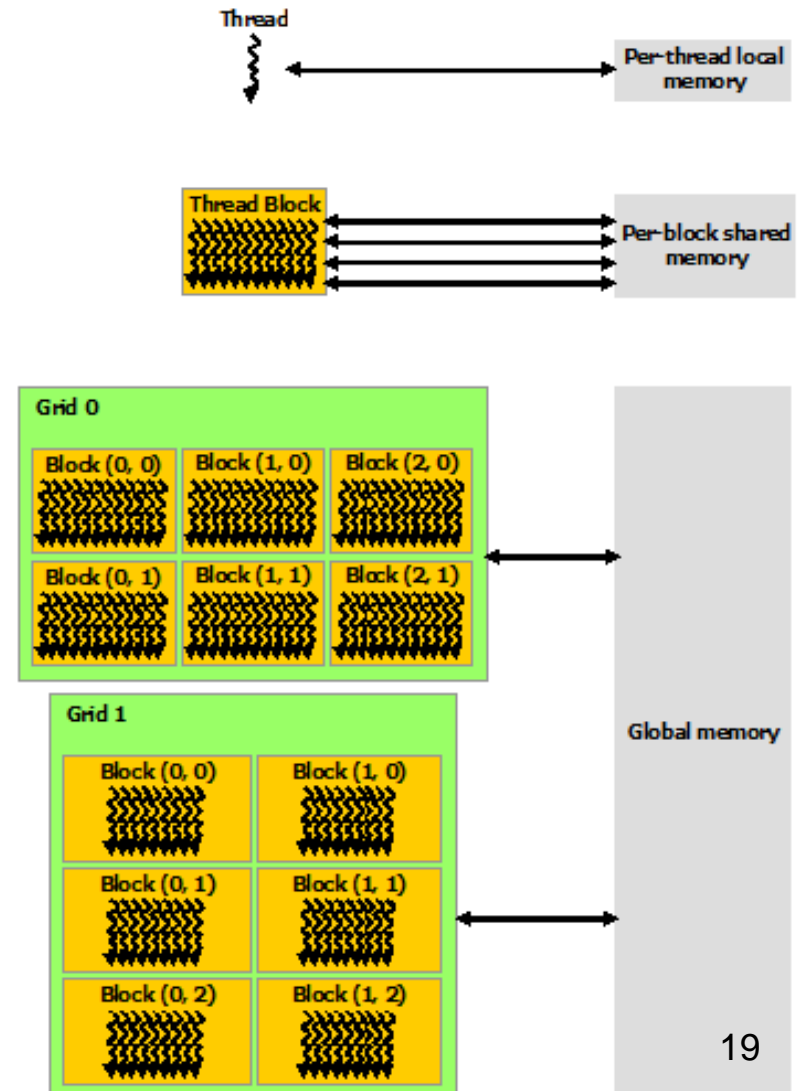 Thread
Per-thread local
memory
Thread Block
Per-block shared
memory
Grid 0
Block (0, 0) Block (1, 0) Block (2, 0)
Block (0, 1) Block (1, 1) Block (2, 1)
Grid 1
Global memory
Block (0, 0) Block (1, 0)
Block (0, 1) Block (1, 1)
Block (0, 2) Block (1, 2)
19